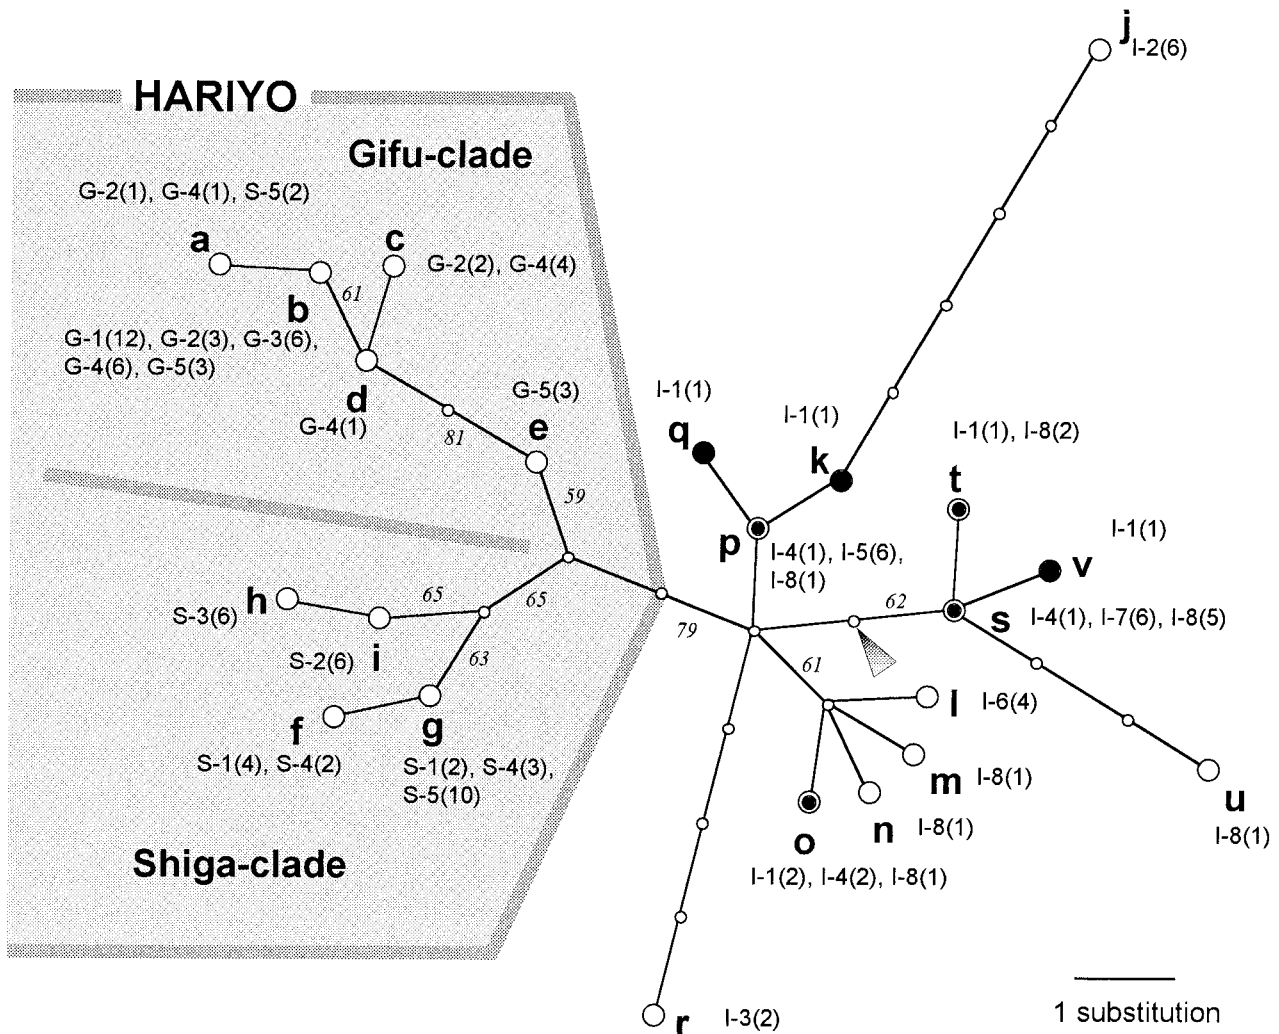 j
I-2(6)
HARIYO
Gifu-clade
G-2(1), G-4(1), S-5(2)
a
c
G-2(2), G-4(4)
61
b
G-1(12), G-2(3), G-3(6),
G-4(6), G-5(3)
d
G-4(1)
81
G-5(3)
e
59
I-1(1)
q
I-1(1)
k
I-1(1), I-8(2)
t
p
I-4(1), I-5(6),
I-8(1)
I-1(1)
v
62
s
I-4(1), I-7(6), I-8(5)
h
S-3(6)
65
65
S-2(6)
i
63
79
61
l
I-6(4)
f
g
S-1(4), S-4(2)
S-1(2), S-4(3),
S-5(10)
m
I-8(1)
n
I-8(1)
o
I-1(2), I-4(2), I-8(1)
u
I-8(1)
Shiga-clade
r
I-3(2)
1 substitution